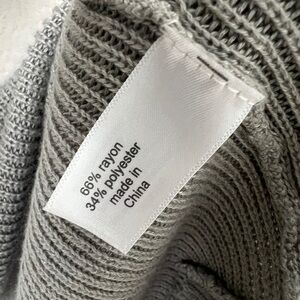 66% rayon
34% polyester
made in
China